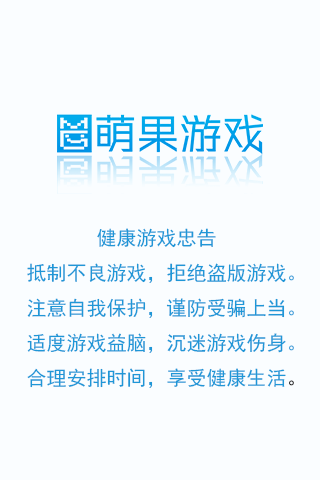 萌果游戏
健康游戏忠告
抵制不良游戏，拒绝盗版游戏。
注意自我保护，谨防受骗上当。
适度游戏益脑，沉迷游戏伤身。
合理安排时间，享受健康生活。